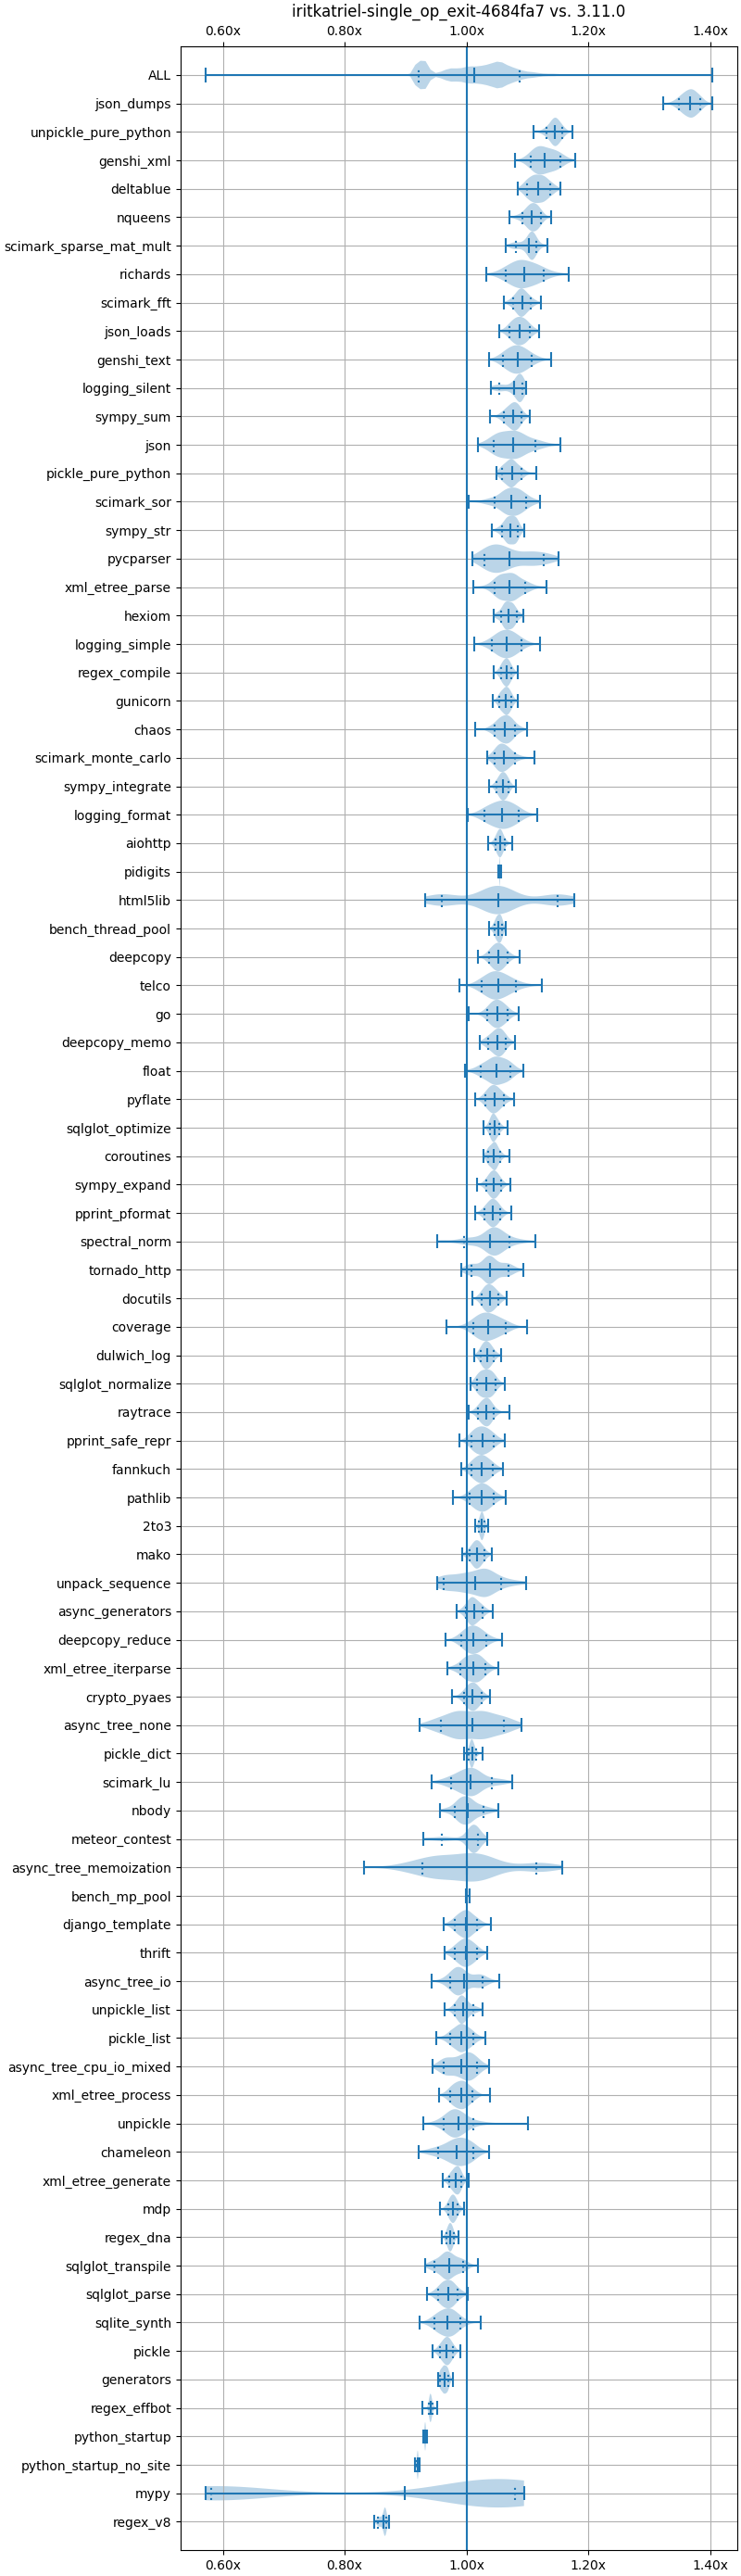 iritkatriel-single_op_exit-4684fa7 vs. 3.11.0
0.60x 0.80x 1.00x 1.20x 1.40x
ALL
json_dumps
unpickle_pure_python
genshi_xml
deltablue
nqueens
scimark_sparse_mat_mult
richards
scimark_fft
json_loads
genshi_text
logging_silent
sympy_sum
json
pickle_pure_python
scimark_sor
sympy_str
pycparser
xml_etree_parse
hexiom
logging_simple
regex_compile
gunicorn
chaos
scimark_monte_carlo
sympy_integrate
logging_format
aiohttp
pidigits
html5lib
bench_thread_pool
deepcopy
telco
go
deepcopy_memo
float
pyflate
sqlglot_optimize
coroutines
sympy_expand
pprint_pformat
spectral_norm
tornado_http
docutils
coverage
dulwich_log
sqlglot_normalize
raytrace
pprint_safe_repr
fannkuch
pathlib
2to3
mako
unpack_sequence
async_generators
deepcopy_reduce
xml_etree_iterparse
crypto_pyaes
async_tree_none
pickle_dict
scimark_lu
nbody
meteor_contest
async_tree_memoization
bench_mp_pool
django_template
thrift
async_tree_io
unpickle_list
pickle_list
async_tree_cpu_io_mixed
xml_etree_process
unpickle
chameleon
xml_etree_generate
mdp
regex_dna
sqlglot_transpile
sqlglot_parse
sqlite_synth
pickle
generators
regex_effbot
python_startup
python_startup_no_site
mypy
regex_v8
0.60x 0.80x 1.00x 1.20x 1.40x